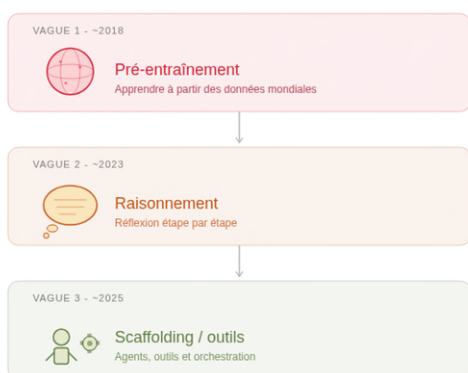 VAGUE 1 - ~2018
Pré-entraînement
Apprendre à partir des données mondiales
VAGUE 2 - ~2023
Raisonnement
Réflexion étape par étape
VAGUE 3 - ~2025
Scaffolding / outils
Agents, outils et orchestration